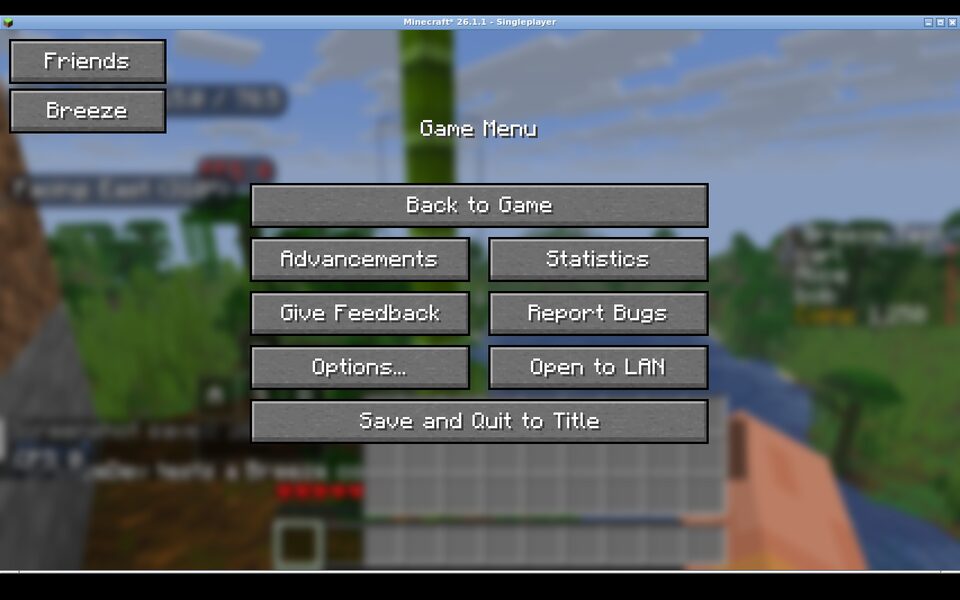 Minecraft* 26.1.1 - Singleplayer
Friends
Breeze
Game Menu
Back to Game
Advancements
Statistics
Give Feedback
Report Bugs
Options...
Open to LAN
Save and Quit to Title